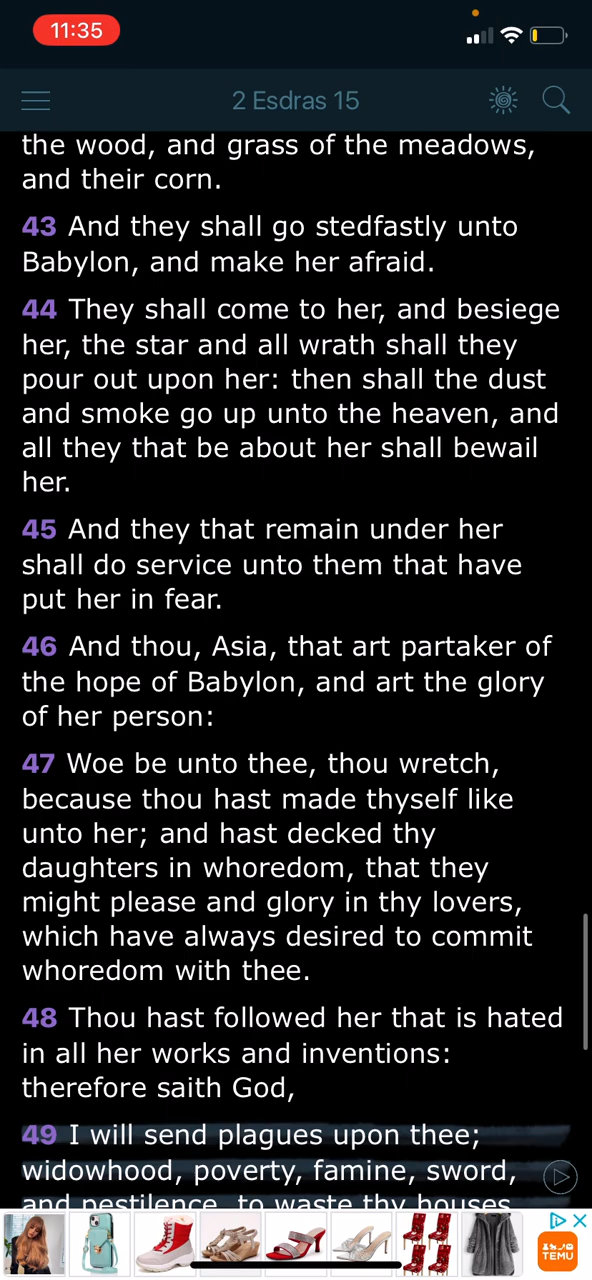 11:35
2 Esdras 15
the wood, and grass of the meadows,
and their corn.
43 And they shall go stedfastly unto
Babylon, and make her afraid.
44 They shall come to her, and besiege
her, the star and all wrath shall they
pour out upon her: then shall the dust
and smoke go up unto the heaven, and
all they that be about her shall bewail
her.
45 And they that remain under her
shall do service unto them that have
put her in fear.
46 And thou, Asia, that art partaker of
the hope of Babylon, and art the glory
of her person:
47 Woe be unto thee, thou wretch,
because thou hast made thyself like
unto her; and hast decked thy
daughters in whoredom, that they
might please and glory in thy lovers,
which have always desired to commit
whoredom with thee.
48 Thou hast followed her that is hated
in all her works and inventions:
therefore saith God,
49 I will send plagues upon thee;
widowhood, poverty, famine, sword,
and pestilence, to waste thy houses
TEMU